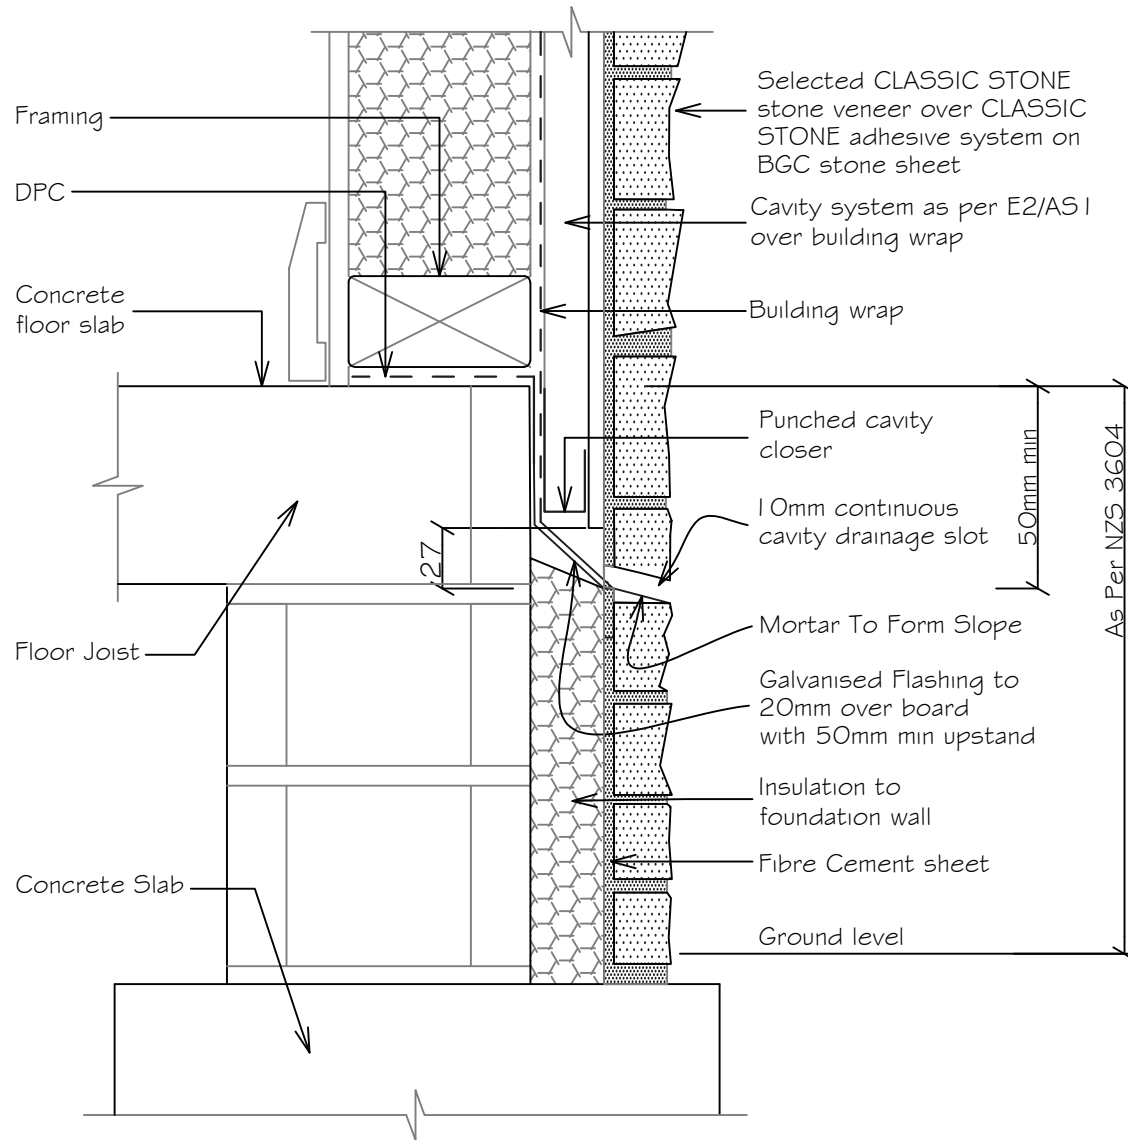 Framing
DPC
Concrete
floor slab
Floor Joist
Concrete Slab
27
Selected CLASSIC STONE
stone veneer over CLASSIC
STONE adhesive system on
BGC stone sheet
Cavity system as per E2/AS1
over building wrap
Building wrap
Punched cavity
closer
10mm continuous
cavity drainage slot
Mortar To Form Slope
Galvanised Flashing to
20mm over board
with 50mm min upstand
Insulation to
foundation wall
Fibre Cement sheet
Ground level
50mm min
As Per NZS 3604